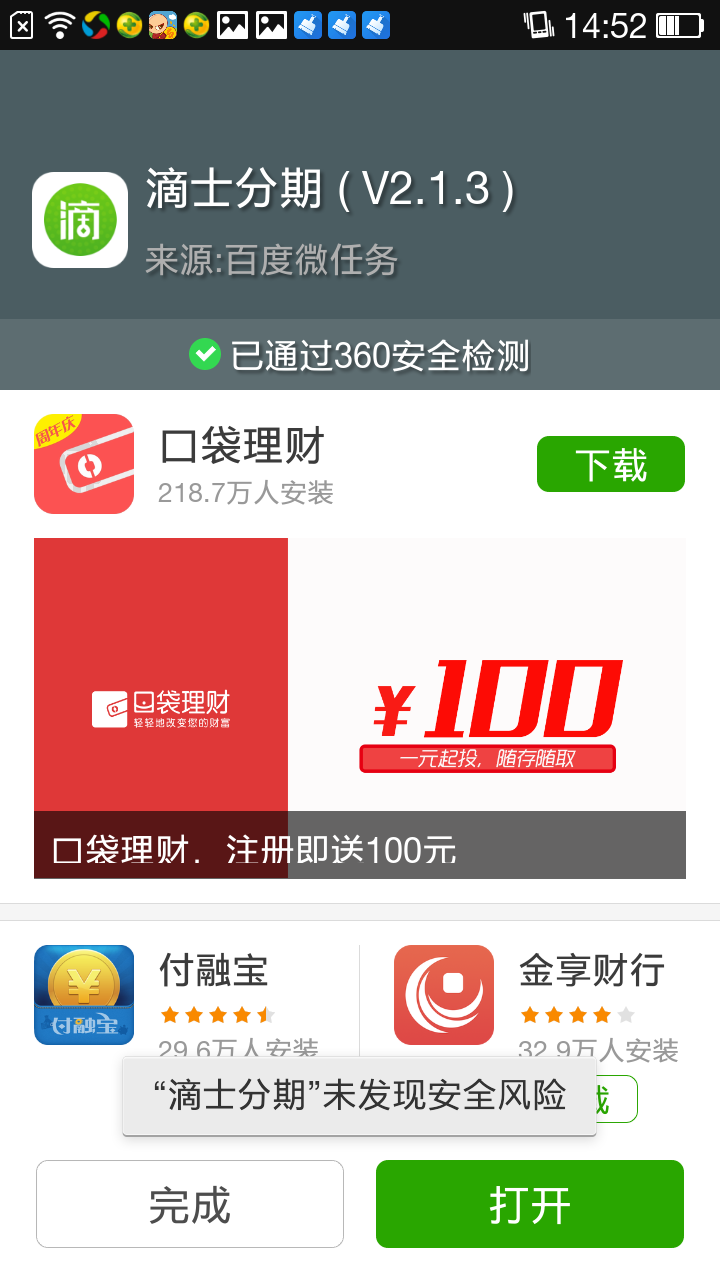 14:52
滴
滴士分期 ( V2.1.3 )
来源:百度微任务
已通过360安全检测
周年庆
口袋理财
218.7万人安装
下载
口袋理财
轻轻地改变您的财富
¥100
一元起投，随存随取
口袋理财，注册即送100元
付融宝
付融宝
29.6万人安装
金享财行
32.9万人安装
载
“滴士分期”未发现安全风险
完成
打开